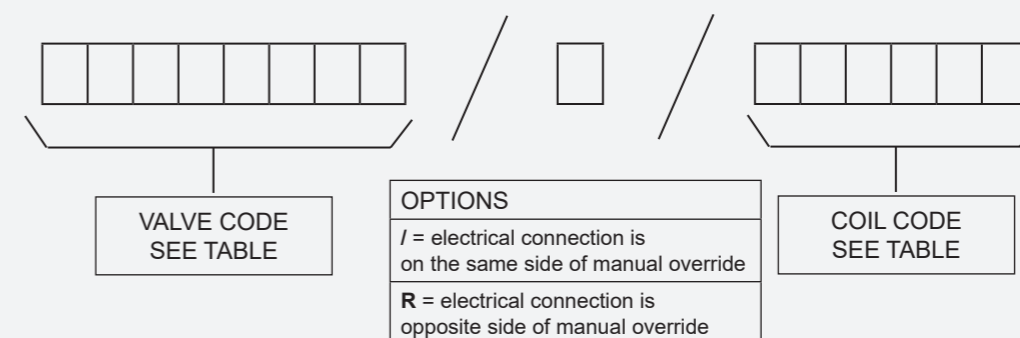 VALVE CODE
SEE TABLE
OPTIONS
/ = electrical connection is
on the same side of manual override
R = electrical connection is
opposite side of manual override
COIL CODE
SEE TABLE